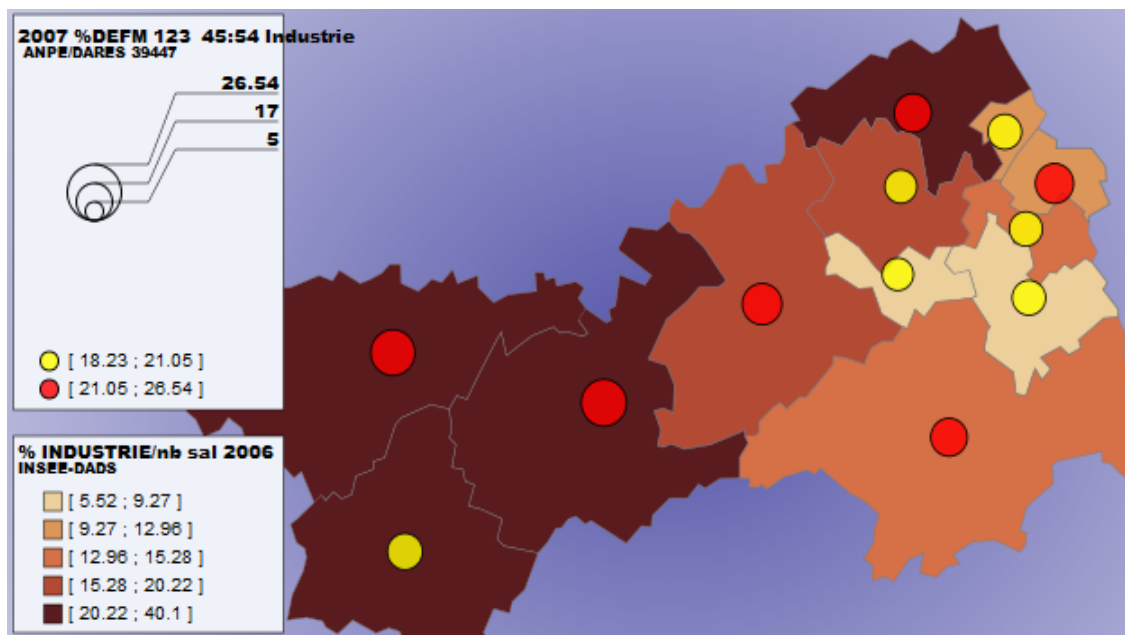 2007 %DEFM 123 45:54 Industrie
ANPE/DARES 39447
26.54
17
5
[ 18.23 ; 21.05 ]
[ 21.05 ; 26.54 ]
% INDUSTRIE/nb sal 2006
INSEE-DADS
[ 5.52 ; 9.27 ]
[ 9.27 ; 12.96 ]
[ 12.96 ; 15.28 ]
[ 15.28 ; 20.22 ]
[ 20.22 ; 40.1 ]